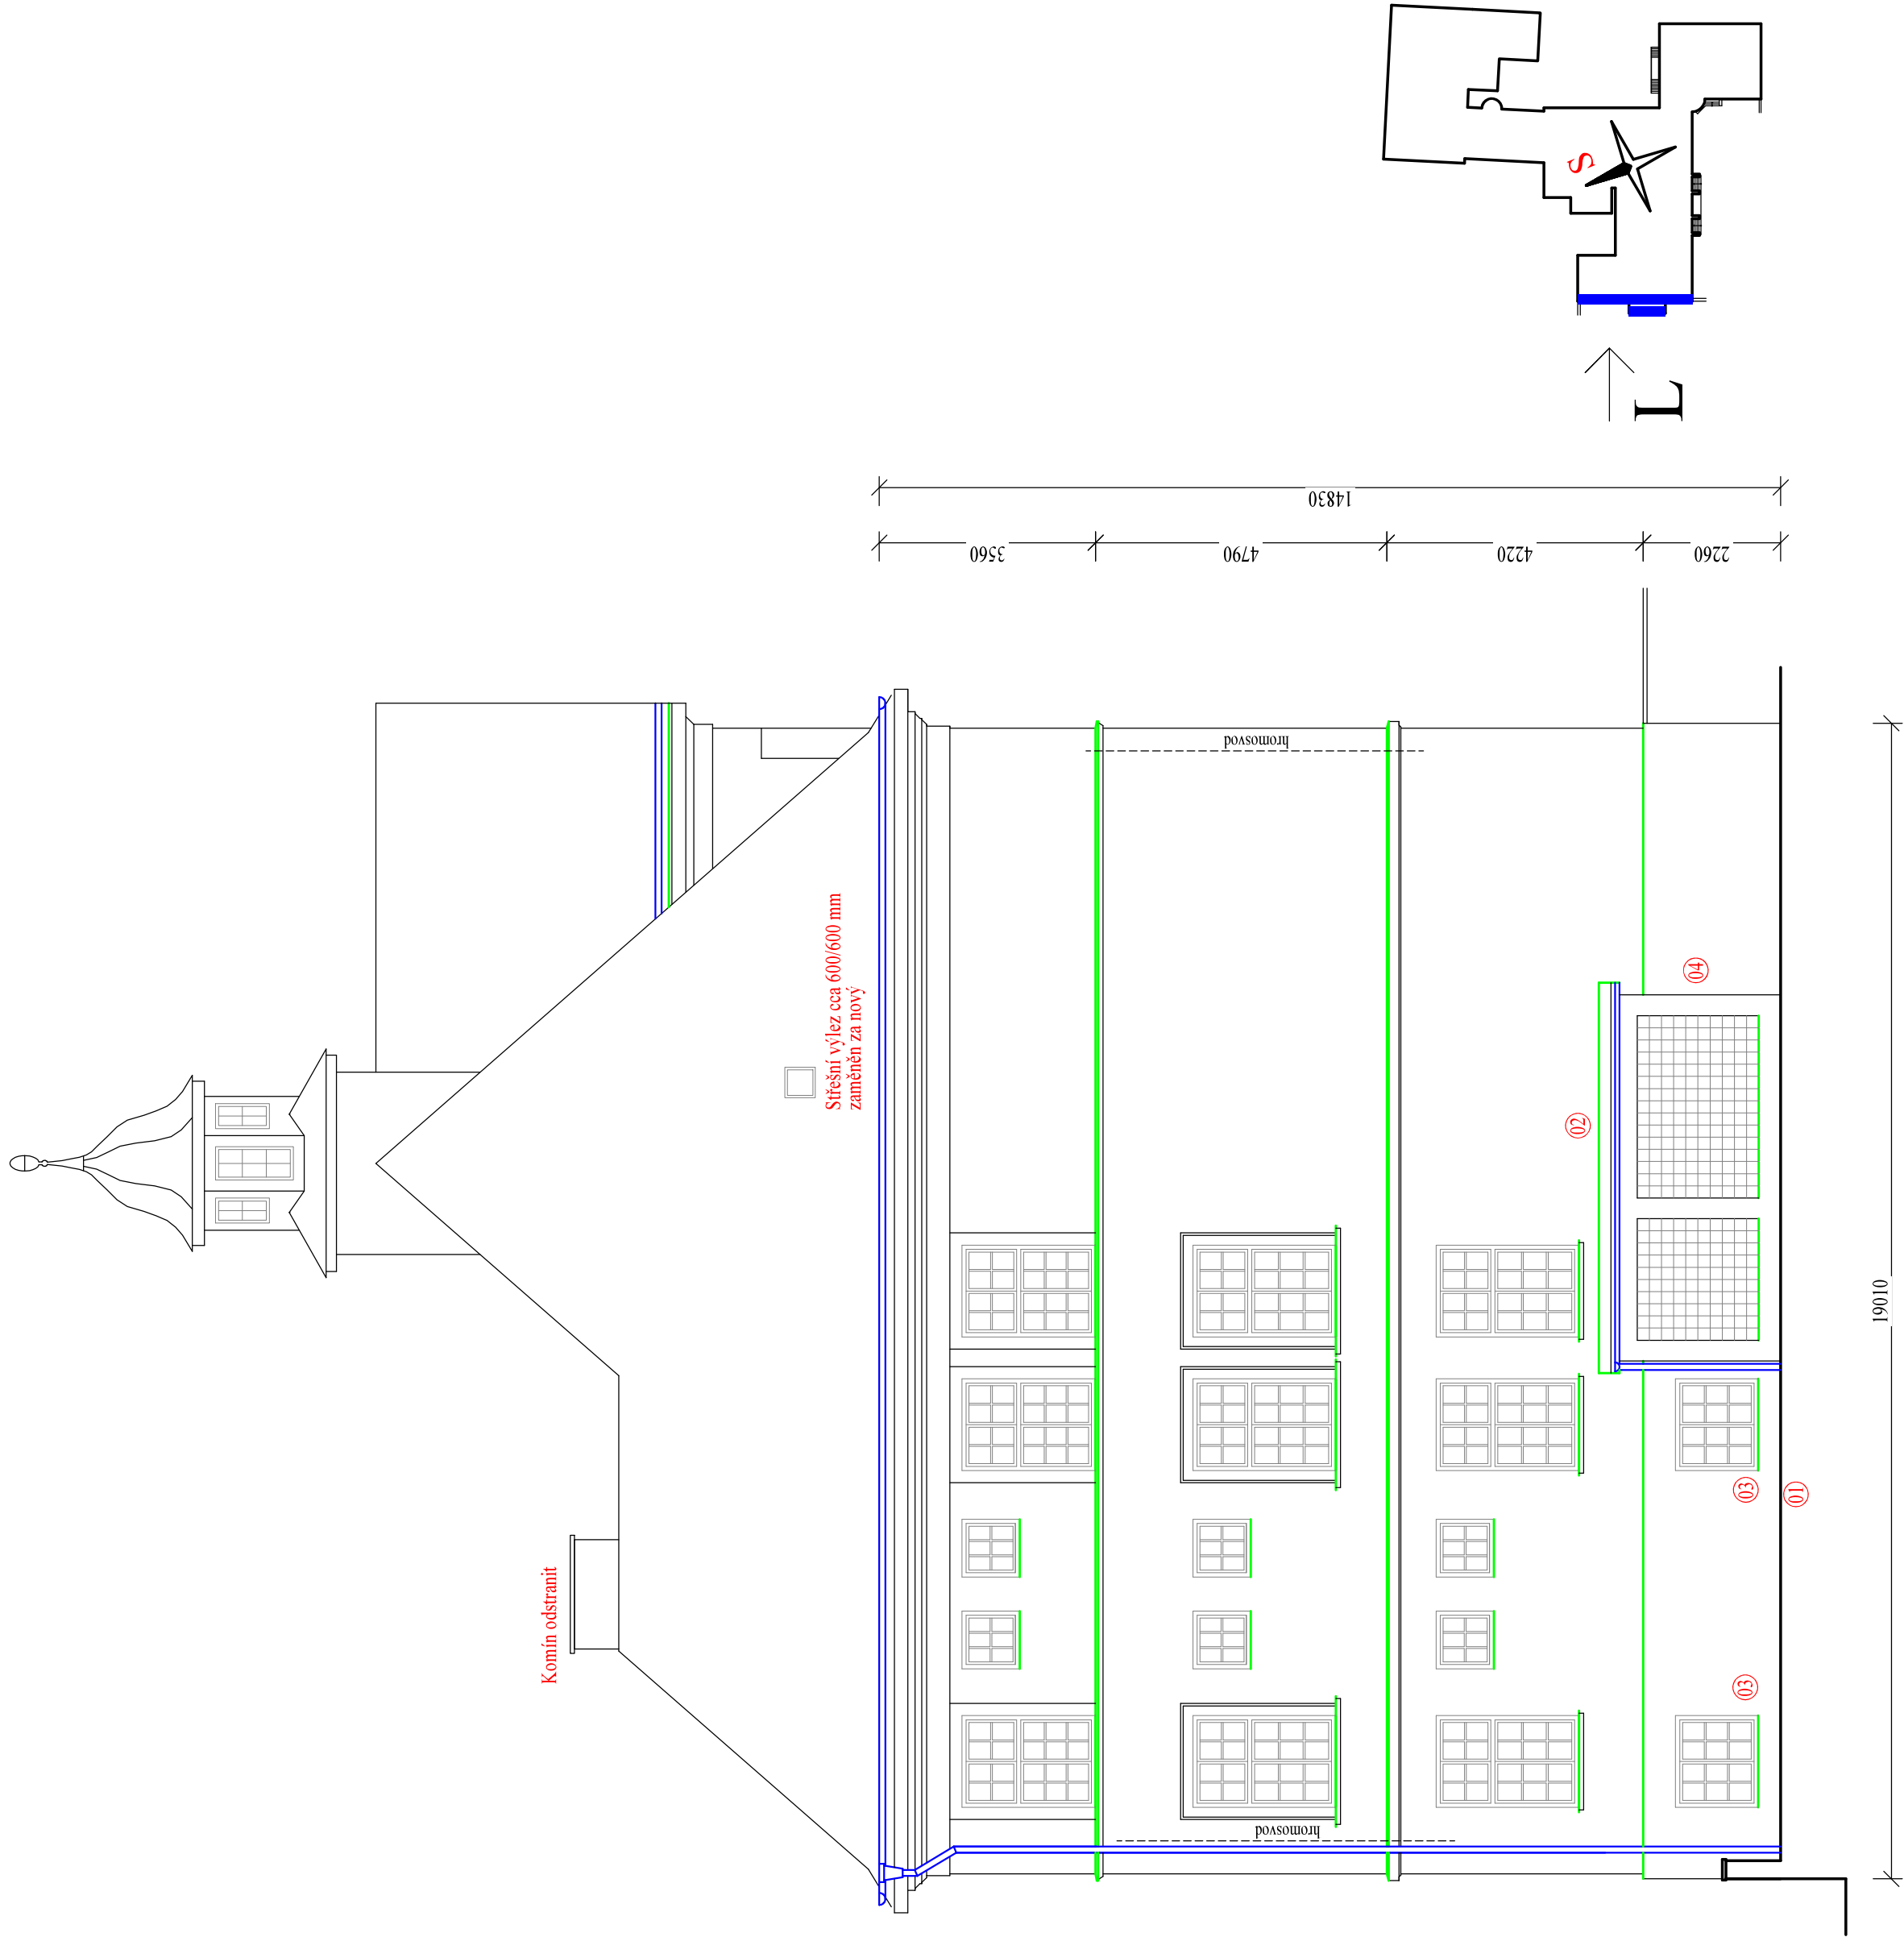 Komín odstranit
Střešní výlez cca 600/600 mm
zaměněn za nový
hromosvod
hromosvod
02
04
03
03
01
19010
3560
4790
4220
2260
14830
L
S